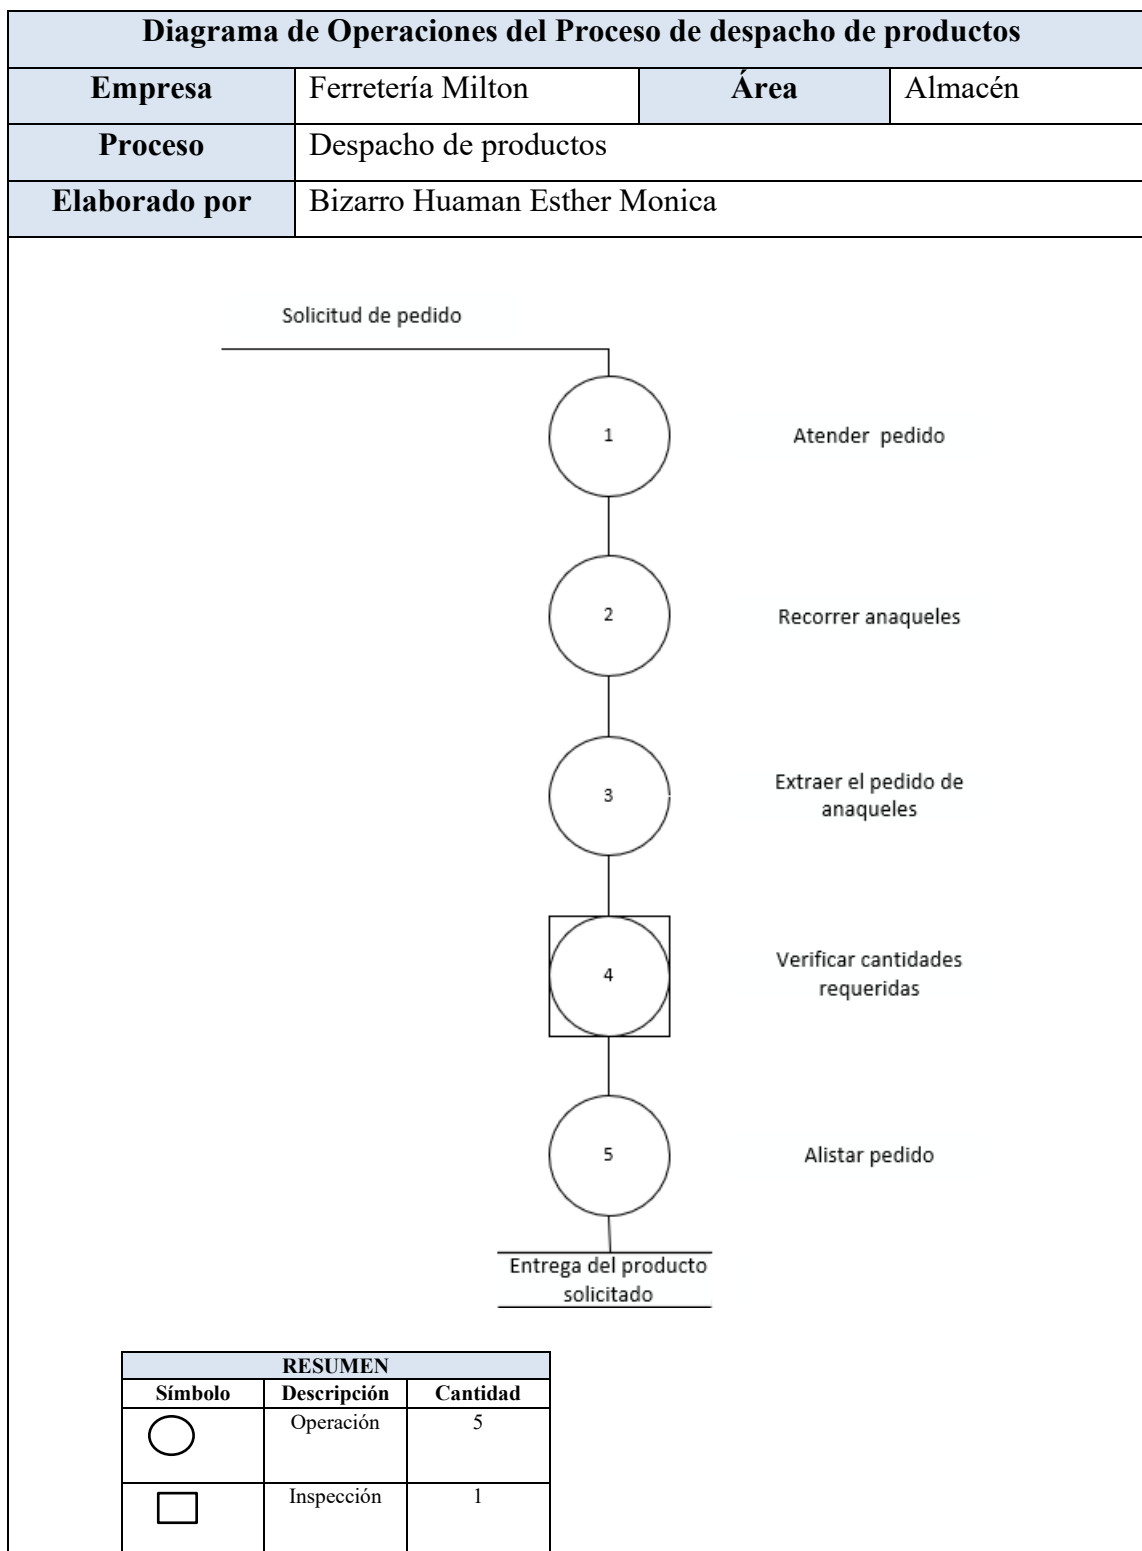 Diagrama de Operaciones del Proceso de despacho de productos
Empresa Ferretería Milton Área Almacén
Proceso Despacho de productos
Elaborado por Bizarro Huaman Esther Monica
Solicitud de pedido
1 Atender pedido
2 Recorrer anaqueles
3 Extraer el pedido de
anaqueles
4 Verificar cantidades
requeridas
5 Alistar pedido
Entrega del producto
solicitado
RESUMEN
Símbolo Descripción Cantidad
Operación 5
Inspección 1